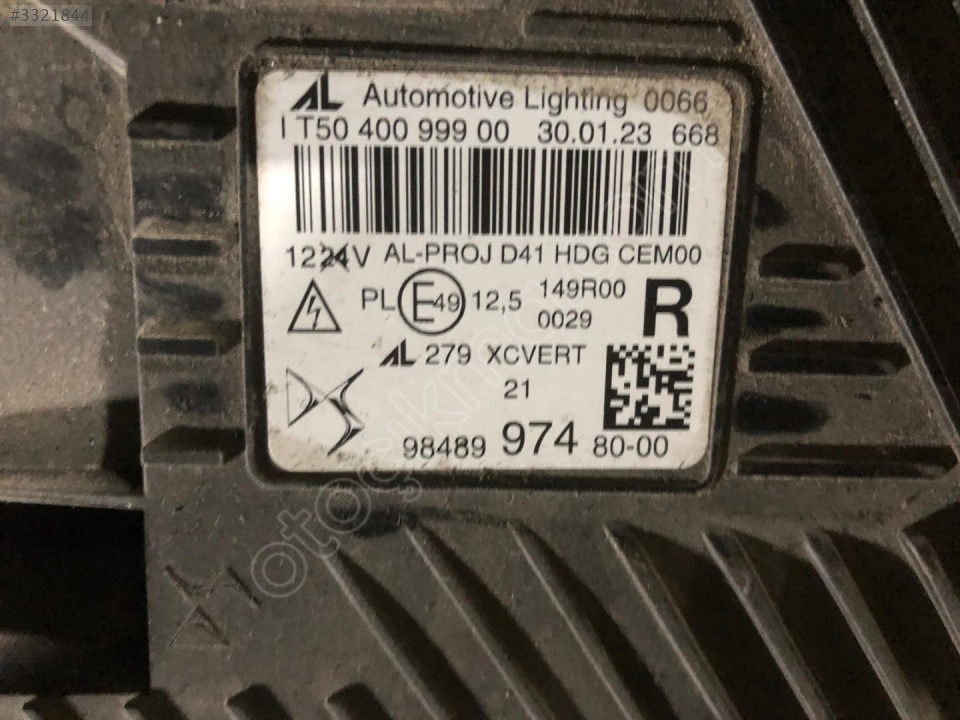 #3321844
AL Automotive Lighting 0066
I T50 400 999 00 30.01.23 668
1224V AL-PROJ D41 HDG CEM00
PL E49 12,5 149R00 R
0029
AL 279 XCVERT
21
DS
98489 974 80-00